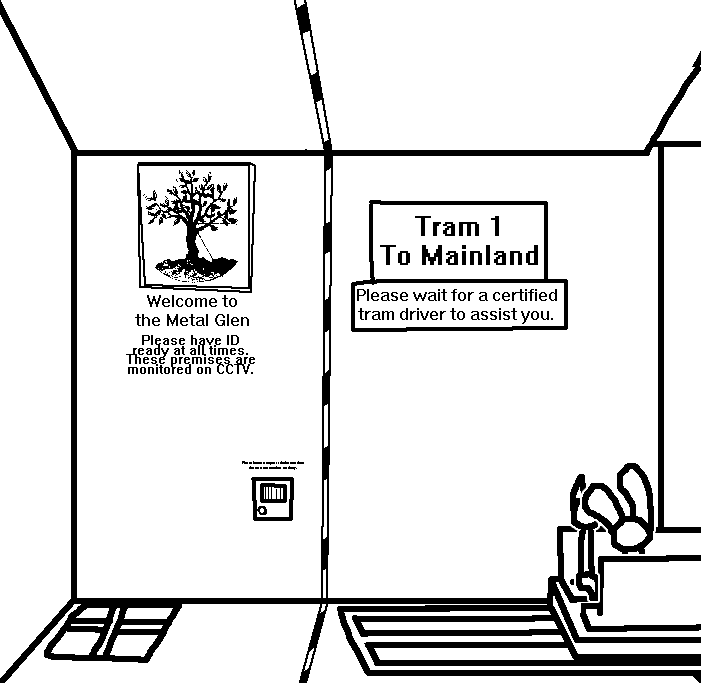 Welcome to
the Metal Glen
Please have ID
ready at all times.
These premises are
monitored on CCTV.
Tram 1
To Mainland
Please wait for a certified
tram driver to assist you.